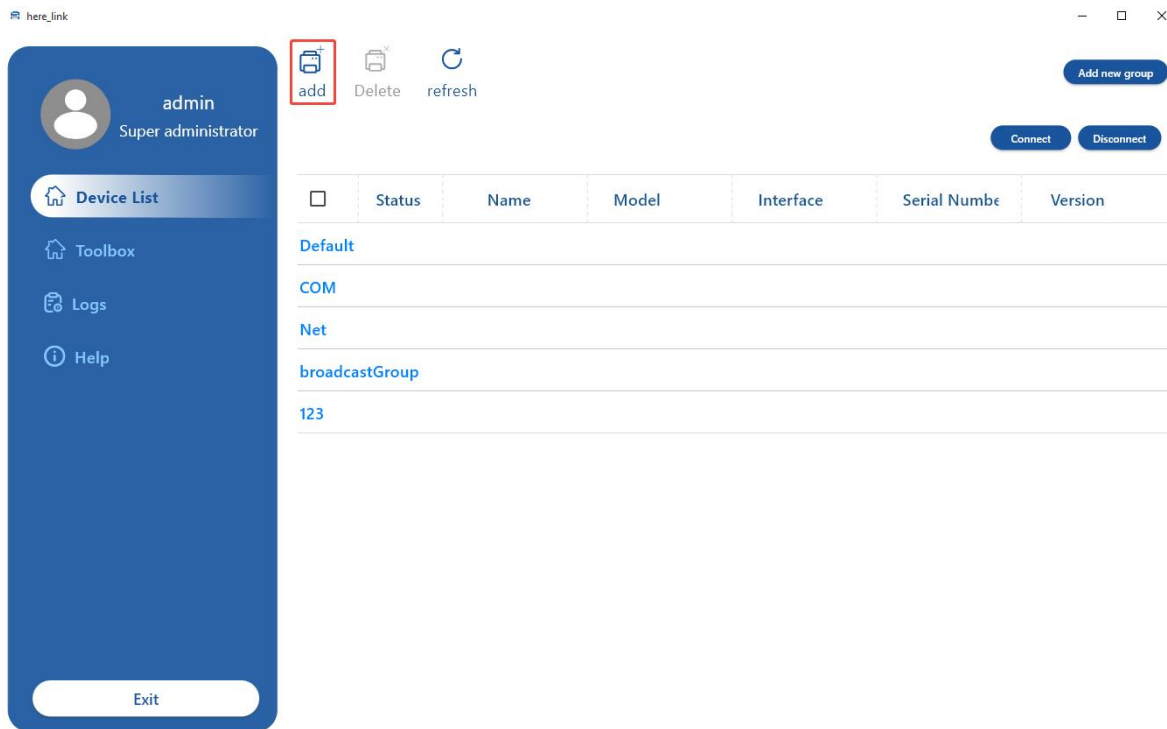 here_link
admin
Super administrator
Device List
Toolbox
Logs
Help
Exit
add Delete refresh
Add new group
Connect Disconnect
Status Name Model Interface Serial Numbe Version
Default
COM
Net
broadcastGroup
123